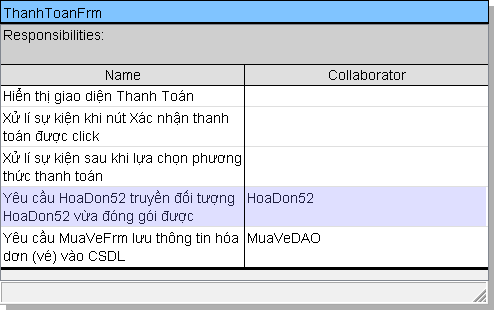 ThanhToanFrm
Responsibilities:
Name Collaborator
Hiển thị giao diện Thanh Toán
Xử lí sự kiện khi nút Xác nhận thanh
toán được click
Xử lí sự kiện sau khi lựa chọn phương
thức thanh toán
Yêu cầu HoaDon52 truyền đối tượng HoaDon52
HoaDon52 vừa đóng gói được
Yêu cầu MuaVeFrm lưu thông tin hóa MuaVeDAO
dơn (vé) vào CSDL